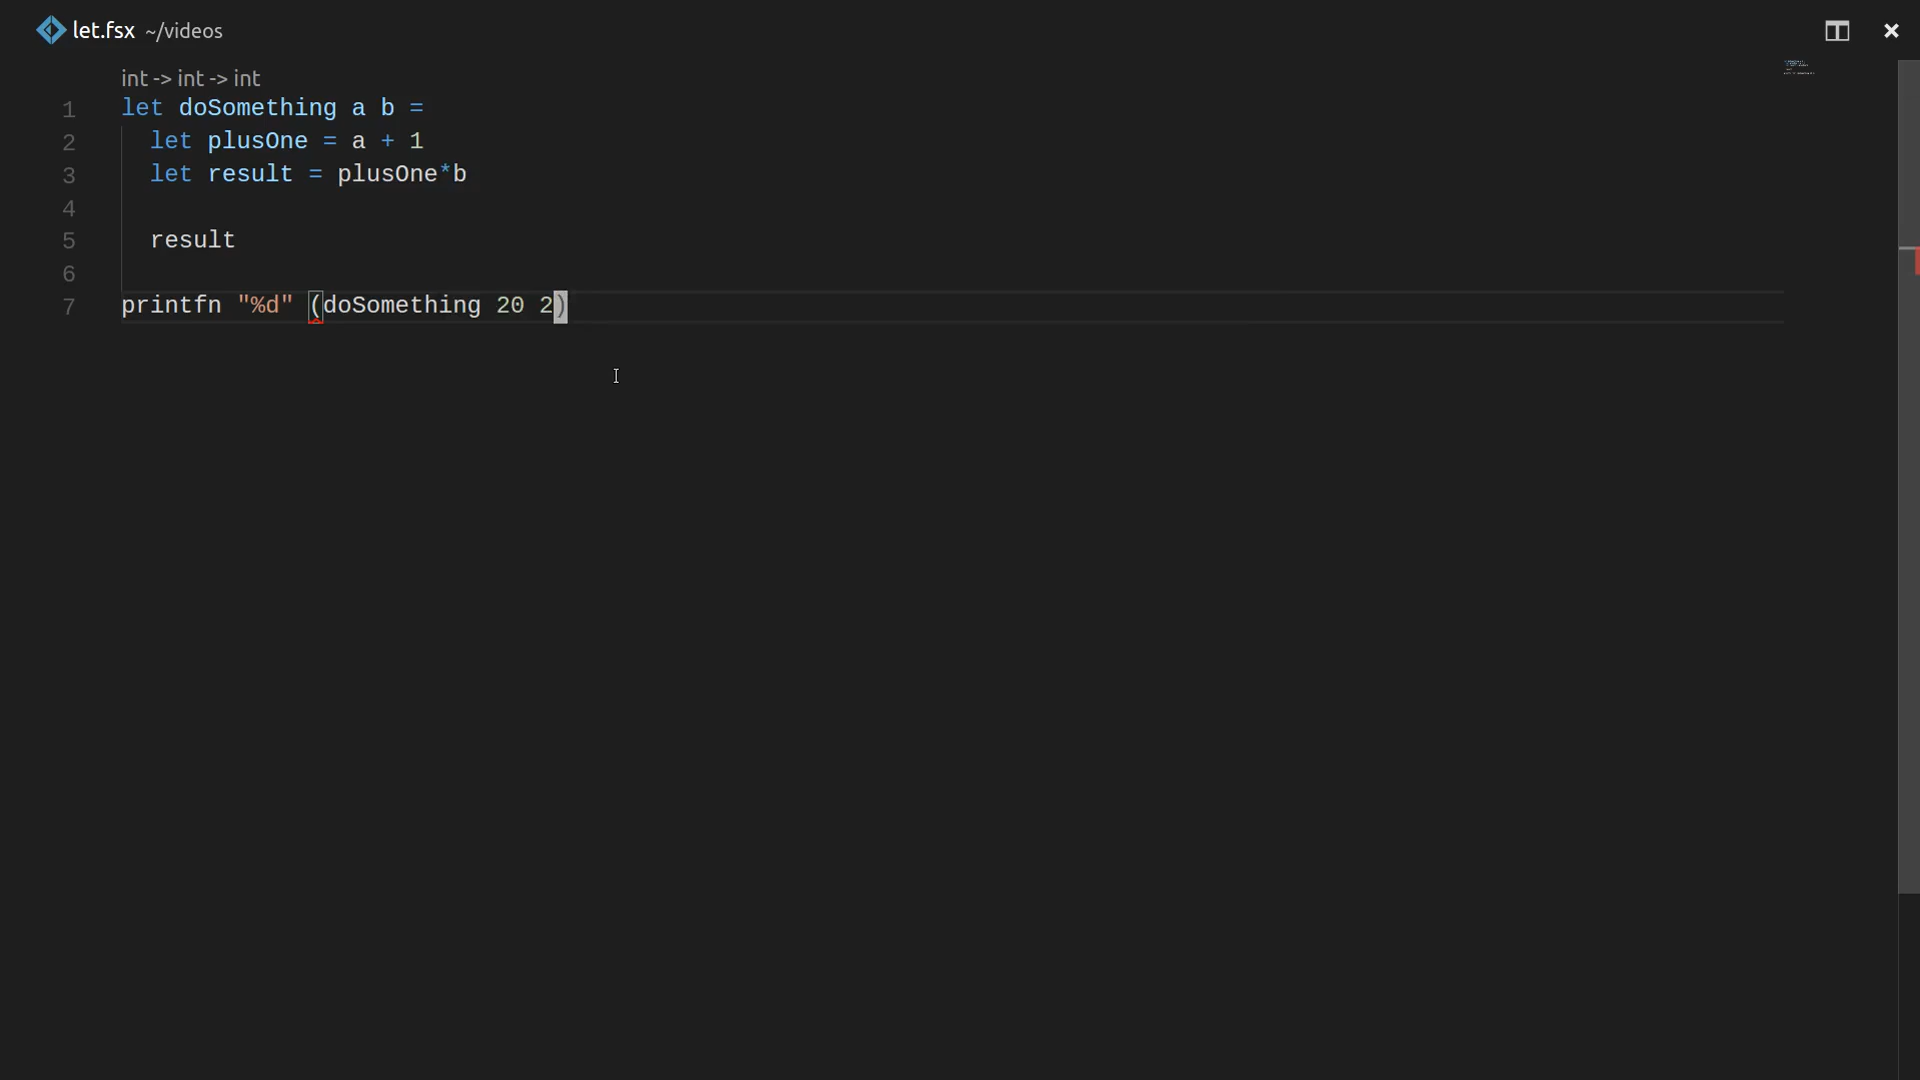 let.fsx ~/videos
int -> int -> int
1 let doSomething a b =
2   let plusOne = a + 1
3   let result = plusOne*b
4
5   result
6
7 printfn "%d" (doSomething 20 2)